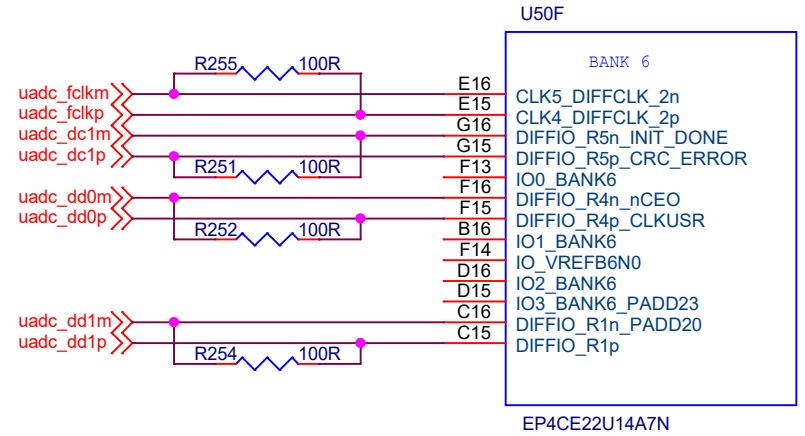 U50F
BANK 6
R255 100R
uadc_fclkm E16 CLK5_DIFFCLK_2n
uadc_fclkp E15 CLK4_DIFFCLK_2p
uadc_dc1m G16 DIFFIO_R5n_INIT_DONE
uadc_dc1p G15 DIFFIO_R5p_CRC_ERROR
R251 100R F13 IO0_BANK6
uadc_dd0m F16 DIFFIO_R4n_nCEO
uadc_dd0p F15 DIFFIO_R4p_CLKUSR
R252 100R B16 IO1_BANK6
F14 IO_VREFB6N0
D16 IO2_BANK6
D15 IO3_BANK6_PADD23
uadc_dd1m C16 DIFFIO_R1n_PADD20
uadc_dd1p C15 DIFFIO_R1p
R254 100R
EP4CE22U14A7N